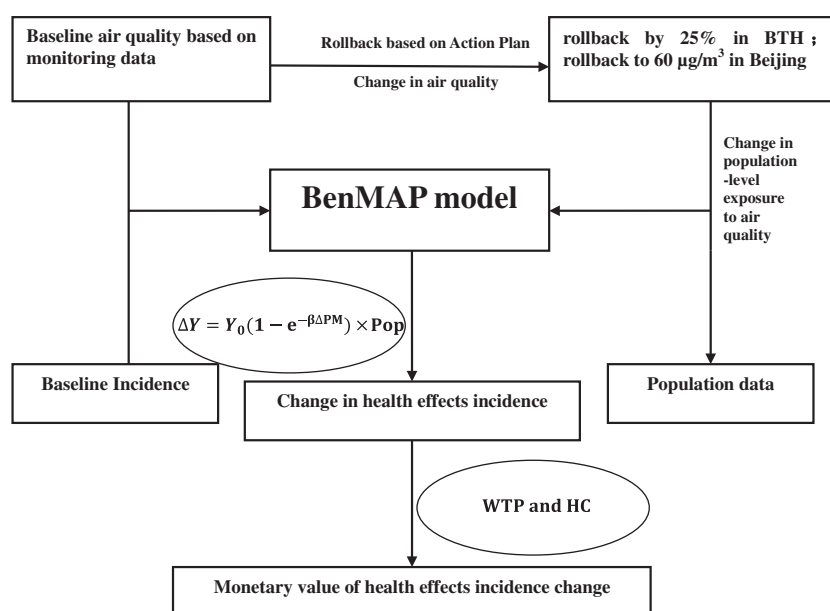 Baseline air quality based on
monitoring data
Rollback based on Action Plan
Change in air quality
rollback by 25% in BTH；
rollback to 60 μg/m³ in Beijing
Change in
population
-level
exposure
to air
quality
BenMAP model
ΔY = Y₀(1 − e^{−βΔPM}) × Pop
Baseline Incidence
Population data
Change in health effects incidence
WTP and HC
Monetary value of health effects incidence change